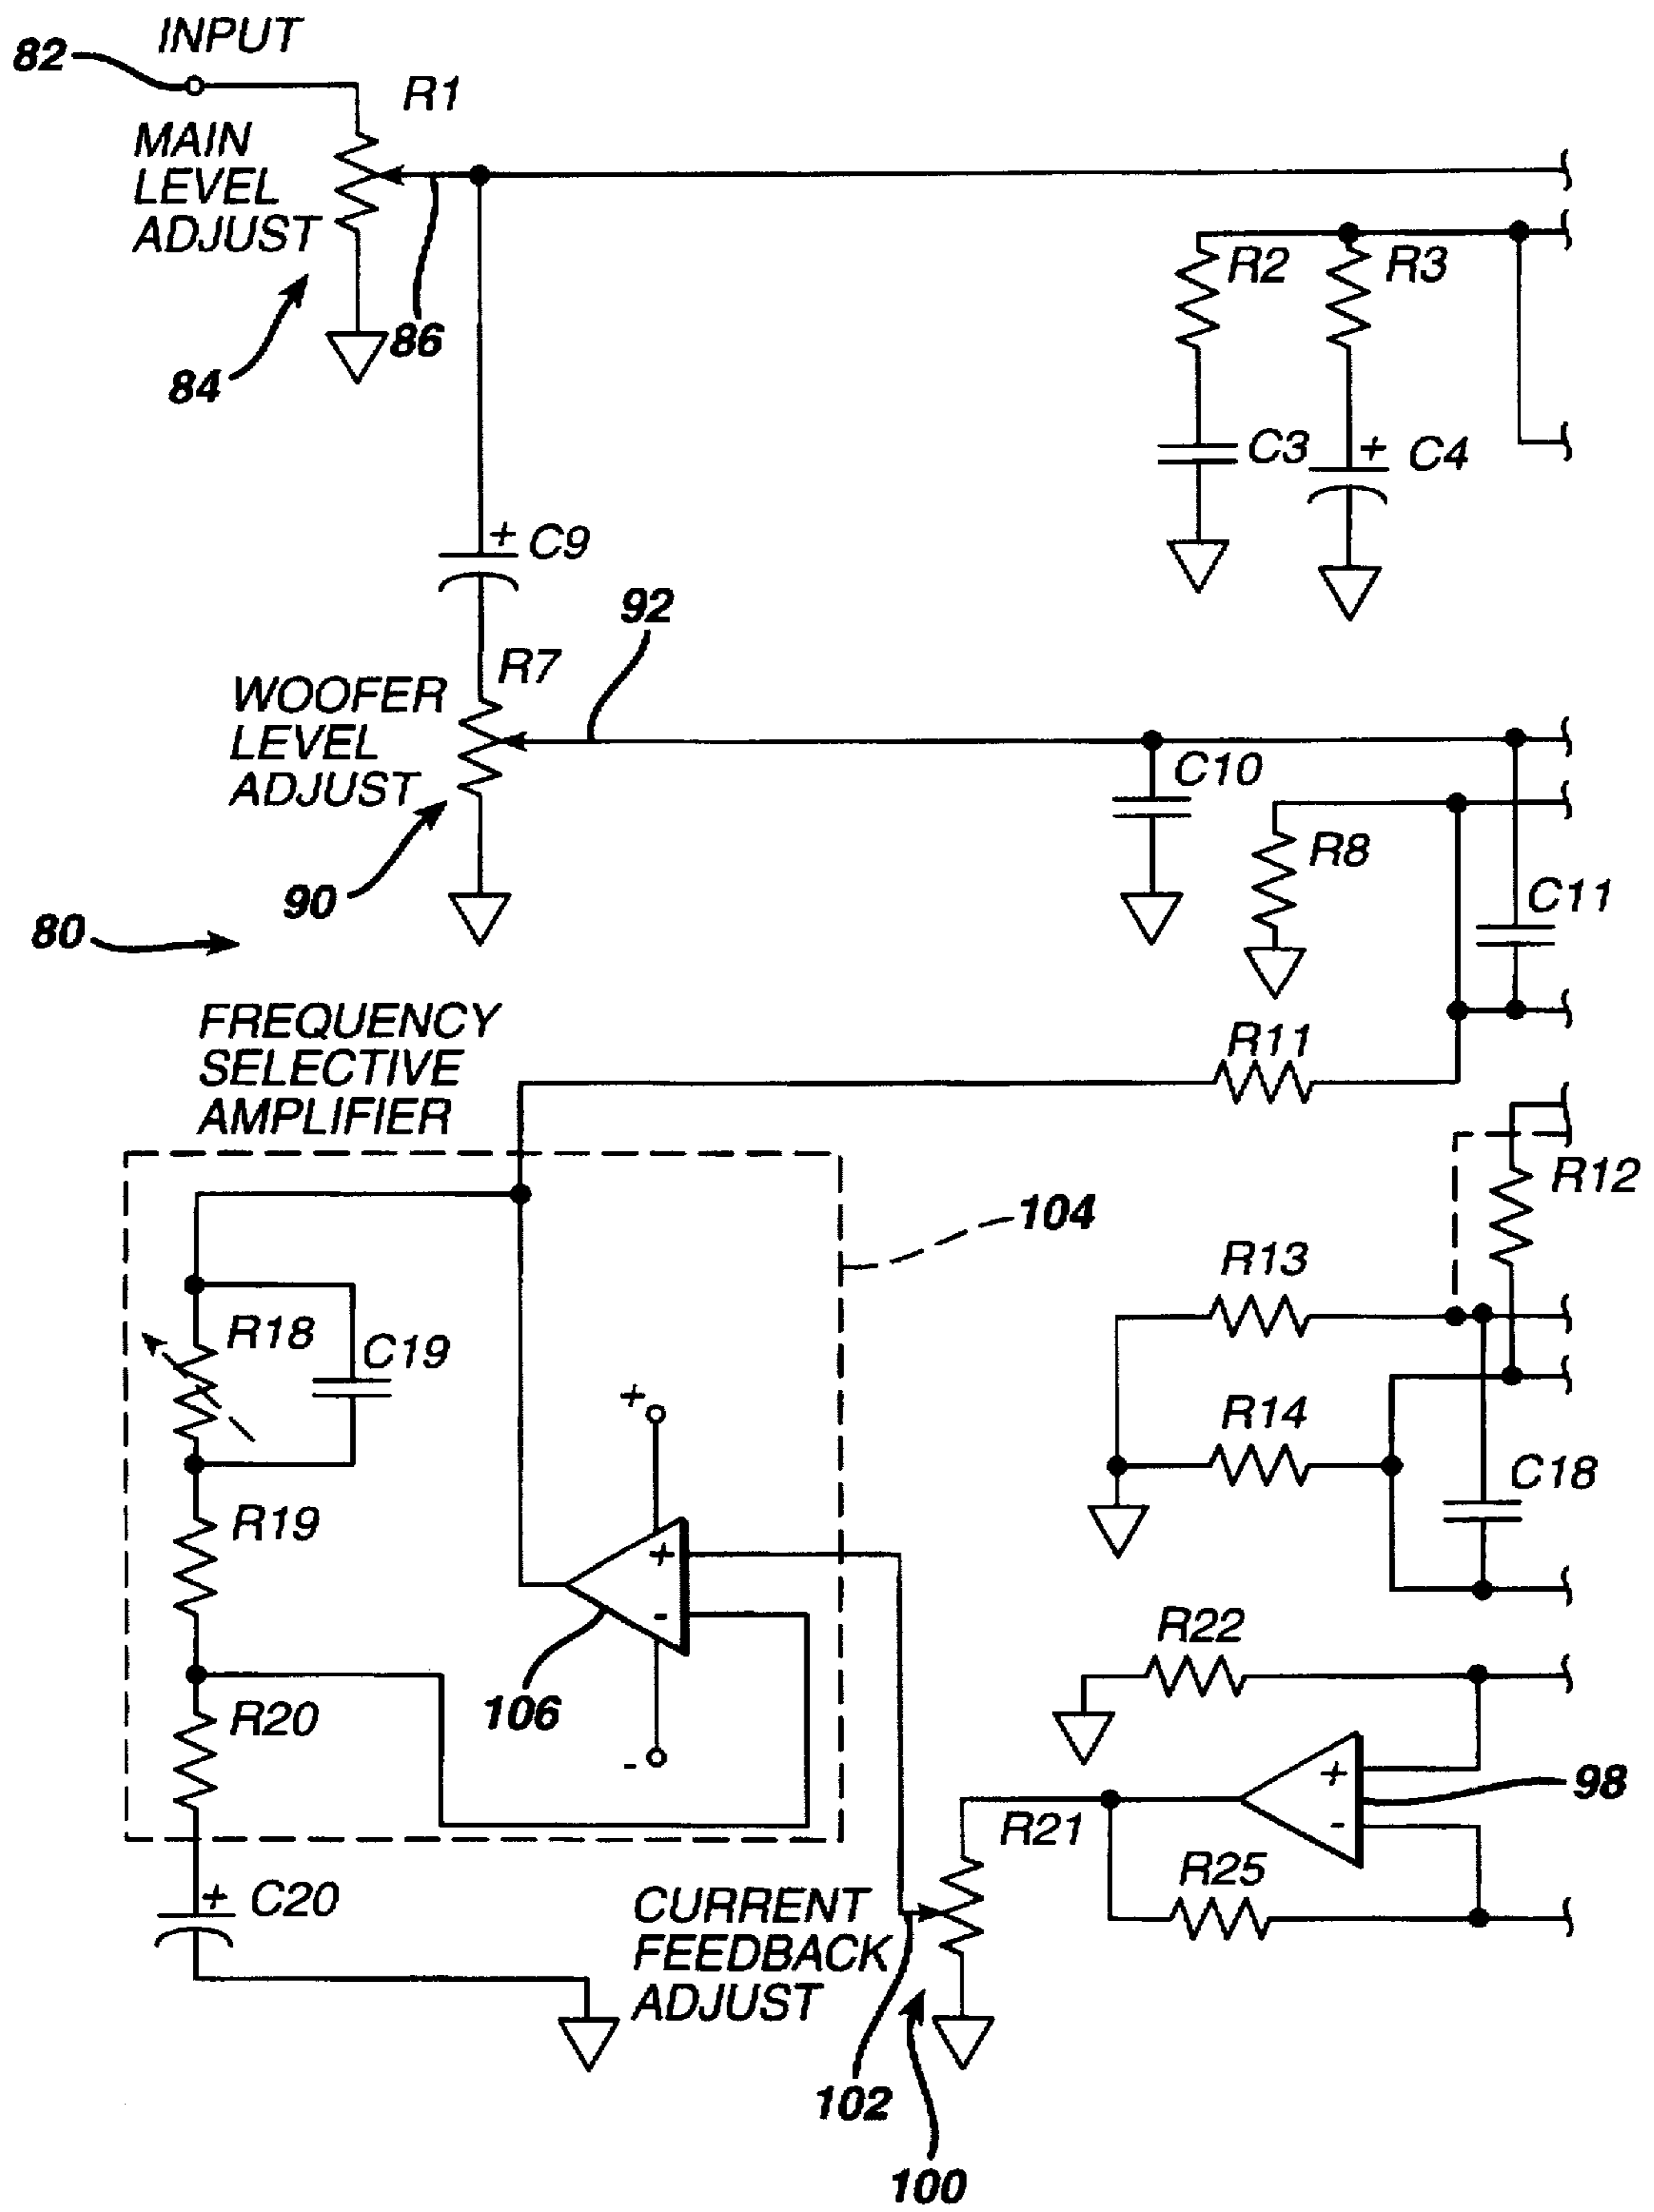 INPUT
82
R1
MAIN
LEVEL
ADJUST
86
84
R2
R3
C3
+ C4
+ C9
92
R7
WOOFER
LEVEL
ADJUST
C10
R8
90
C11
80
FREQUENCY
SELECTIVE
AMPLIFIER
R11
R12
104
R13
R18
C19
+
R14
C18
R19
+
-
R22
106
R20
-
+
98
-
R21
R25
+ C20
CURRENT
FEEDBACK
ADJUST
102
100